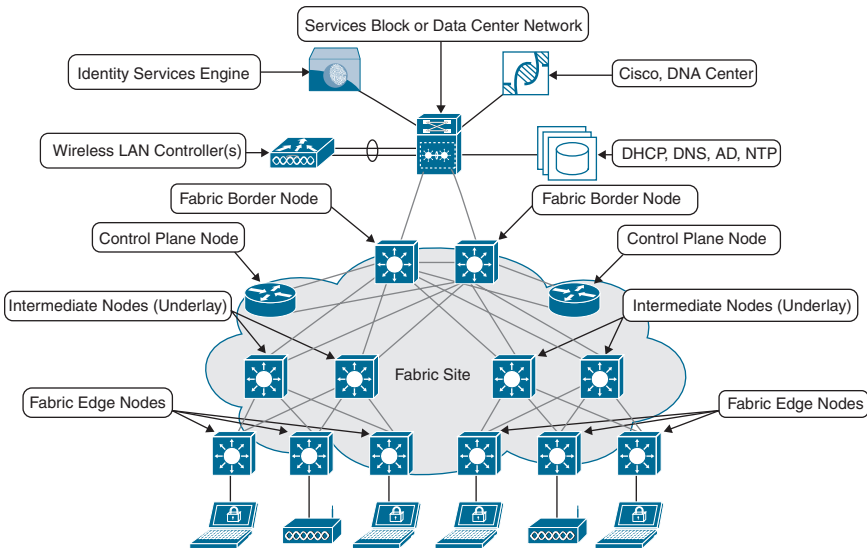 Services Block or Data Center Network
Identity Services Engine
Cisco, DNA Center
Wireless LAN Controller(s)
DHCP, DNS, AD, NTP
Fabric Border Node
Fabric Border Node
Control Plane Node
Control Plane Node
Intermediate Nodes (Underlay)
Intermediate Nodes (Underlay)
Fabric Site
Fabric Edge Nodes
Fabric Edge Nodes